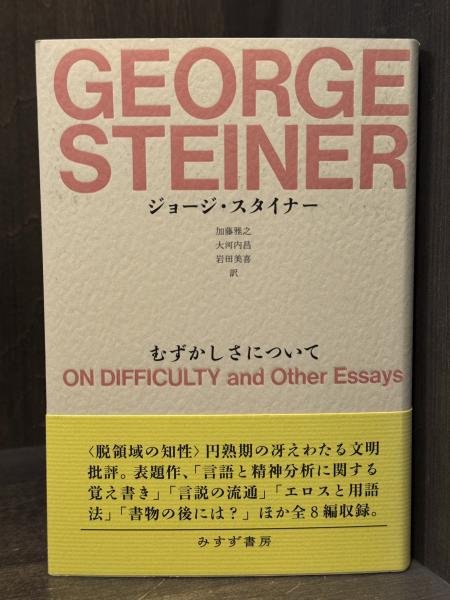 GEORGE
STEINER
ジョージ・スタイナー
加藤雅之
大河内昌
岩田美喜
訳
むずかしさについて
ON DIFFICULTY and Other Essays
〈脱領域の知性〉円熟期の冴えわたる文明
批評。表題作、「言語と精神分析に関する
覚え書き」「言説の流通」「エロスと用語
法」「書物の後には?」ほか全8編収録。
みすず書房